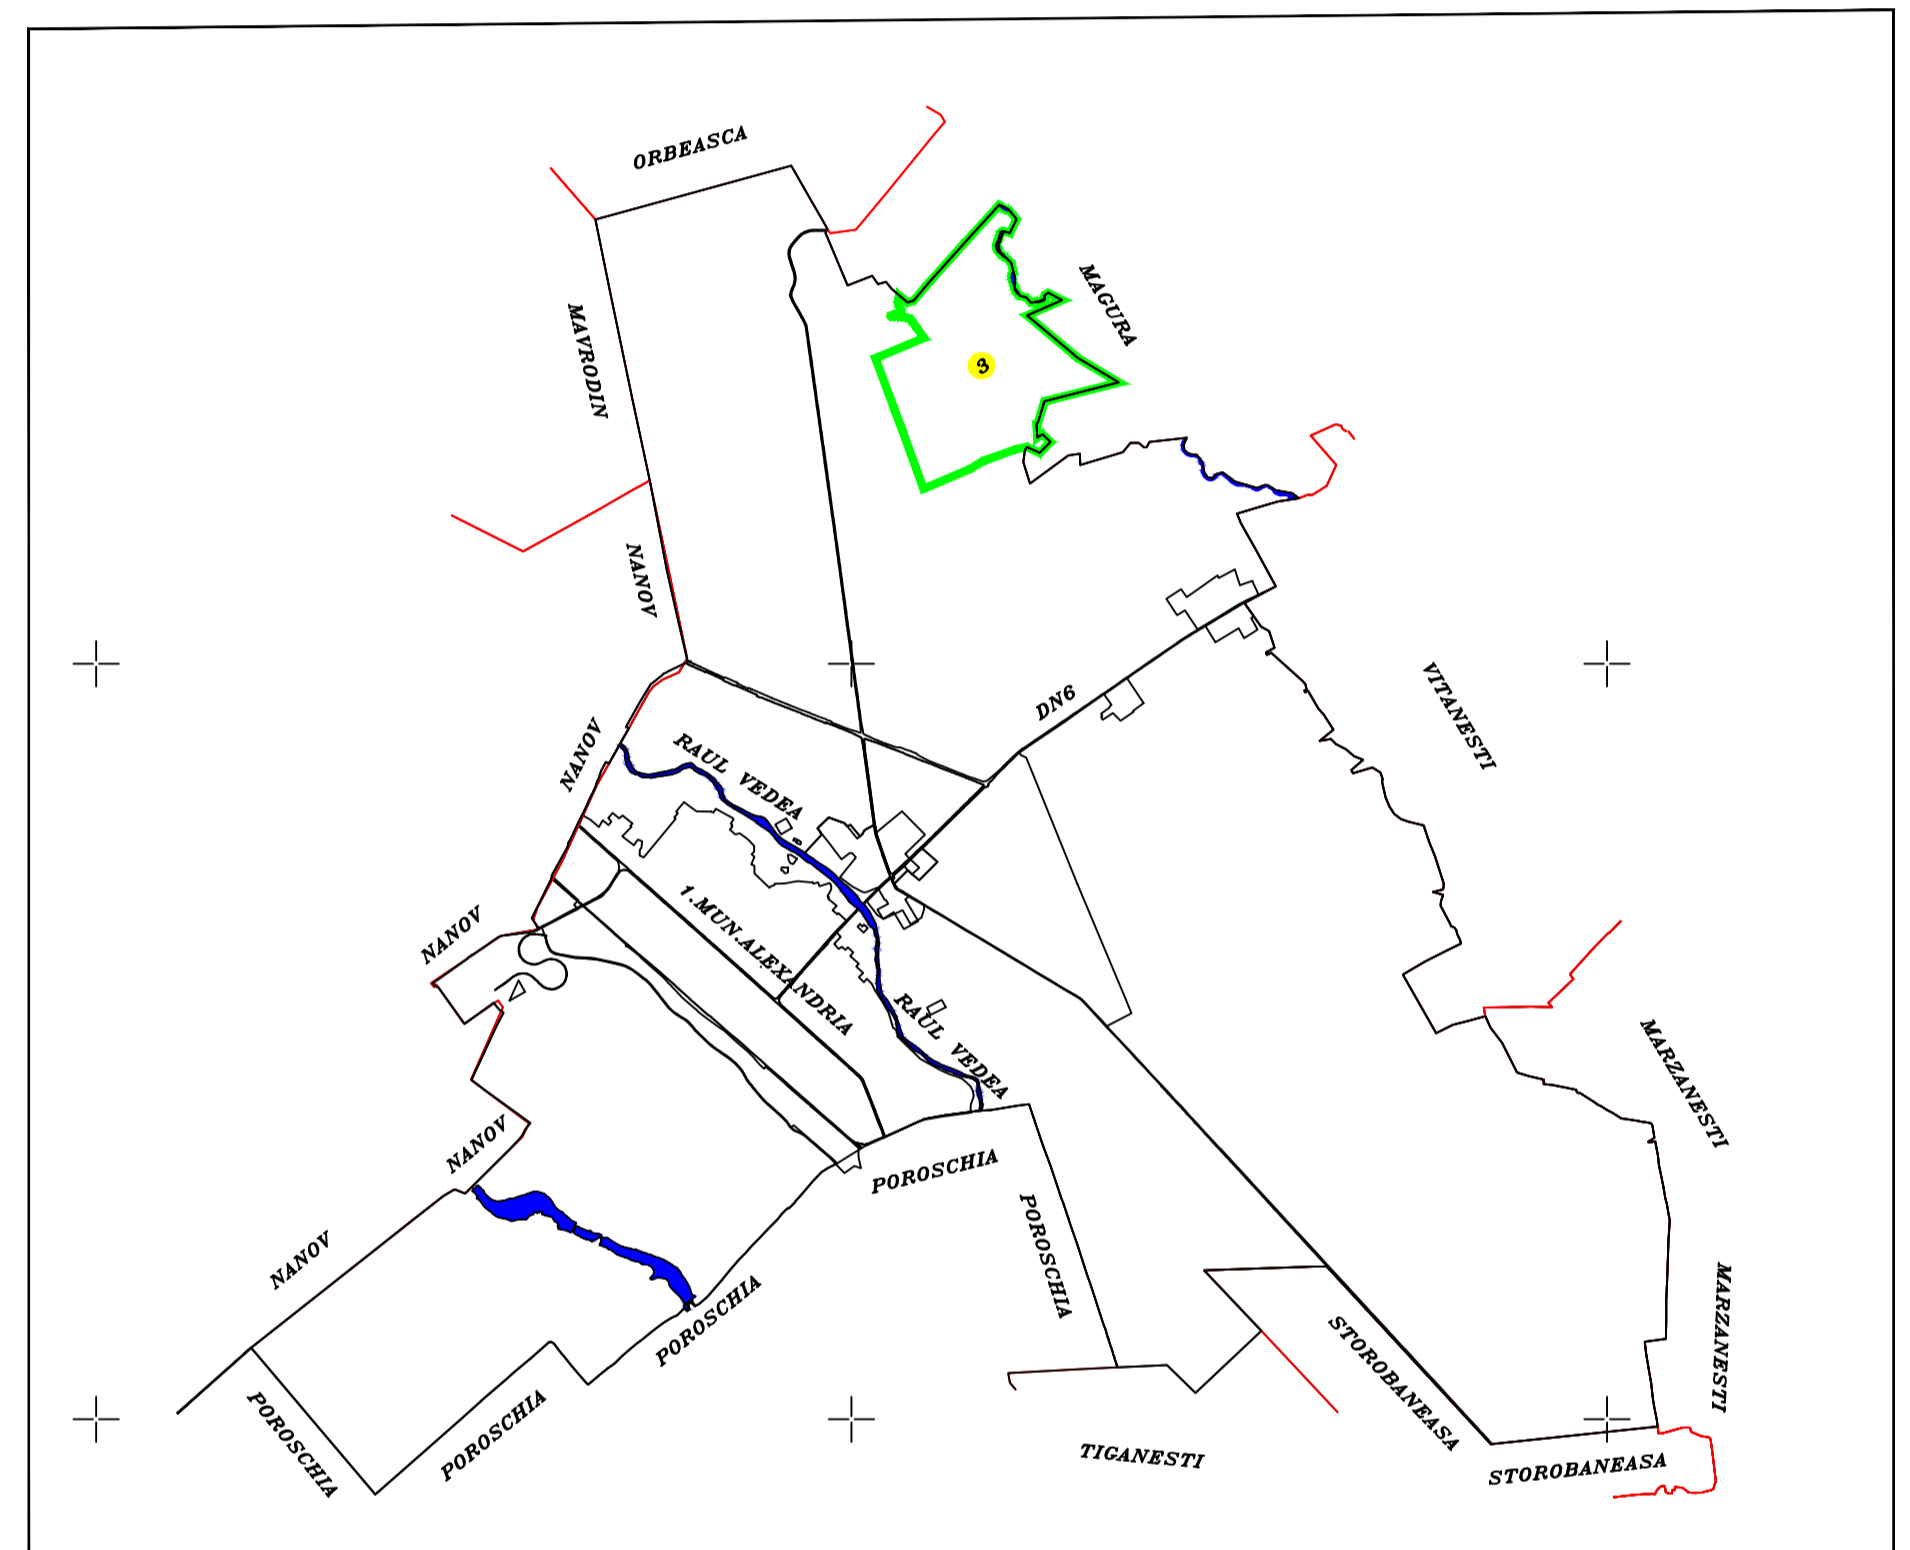 ORBEASCA
MAGURA
MAVRODIN
3
NANOV
VITANESTI
DN6
NANOV
RAUL VEDEA
1.MUN.ALEXANDRIA
NANOV
RAUL VEDEA
MARZANESTI
NANOV
POROSCHIA
POROSCHIA
NANOV
MARZANESTI
POROSCHIA
STOROBANEASA
POROSCHIA
POROSCHIA
TIGANESTI
STOROBANEASA